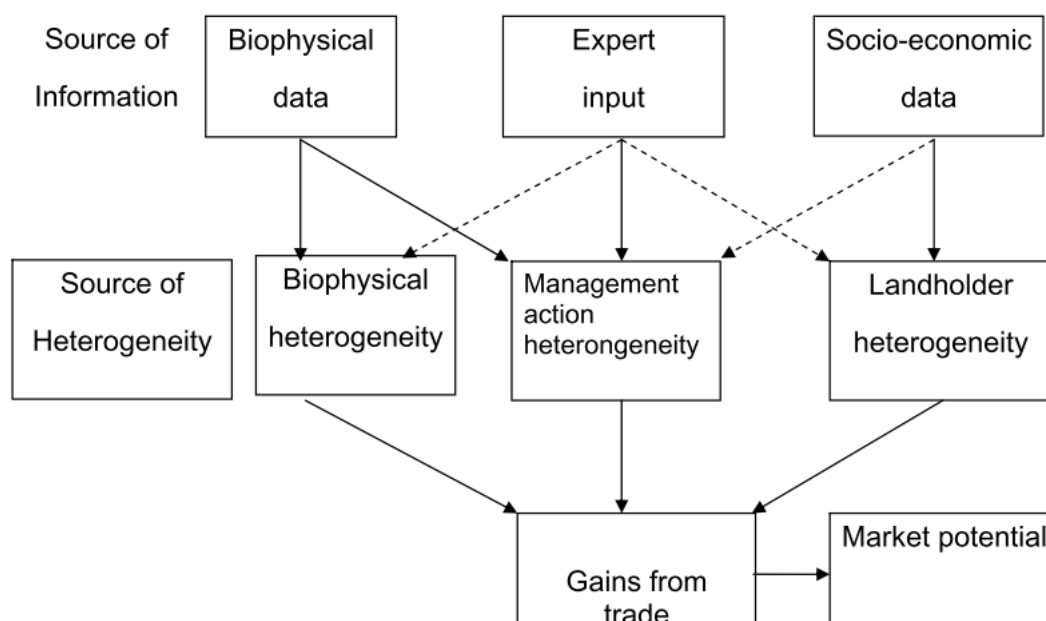 Source of
Information
Biophysical
data
Expert
input
Socio-economic
data
Source of
Heterogeneity
Biophysical
heterogeneity
Management
action
heterongeneity
Landholder
heterogeneity
Gains from
trade
Market potential